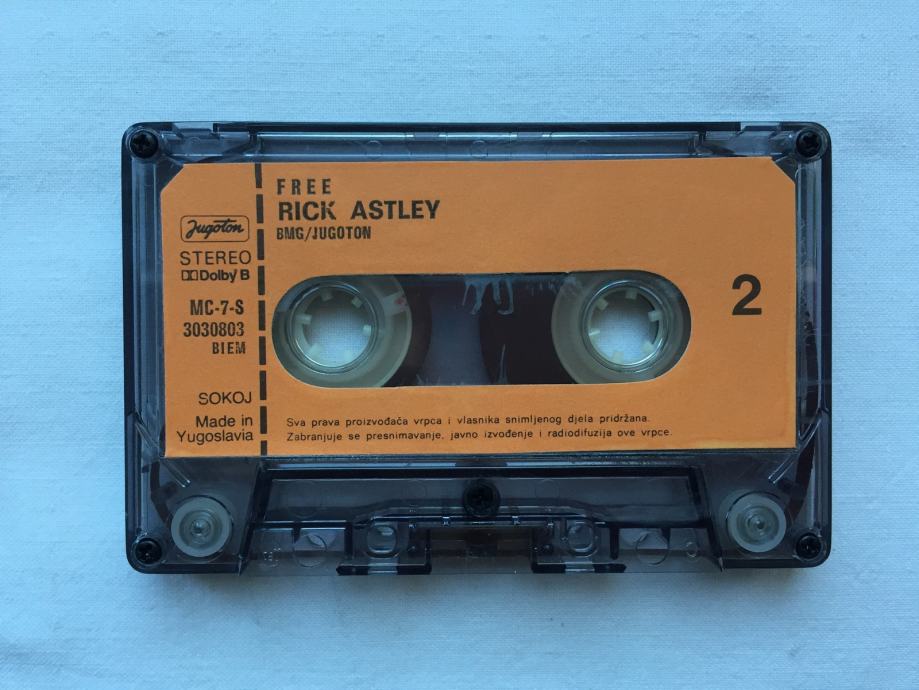 FREE
RICK ASTLEY
BMG/JUGOTON
Jugoton
STEREO
Dolby B
MC-7-S
3030803
BIEM
SOKOJ
Made in
Yugoslavia
2
Sva prava proizvođača vrpca i vlasnika snimljenog djela pridržana.
Zabranjuje se presnimavanje, javno izvođenje i radiodifuzija ove vrpce.